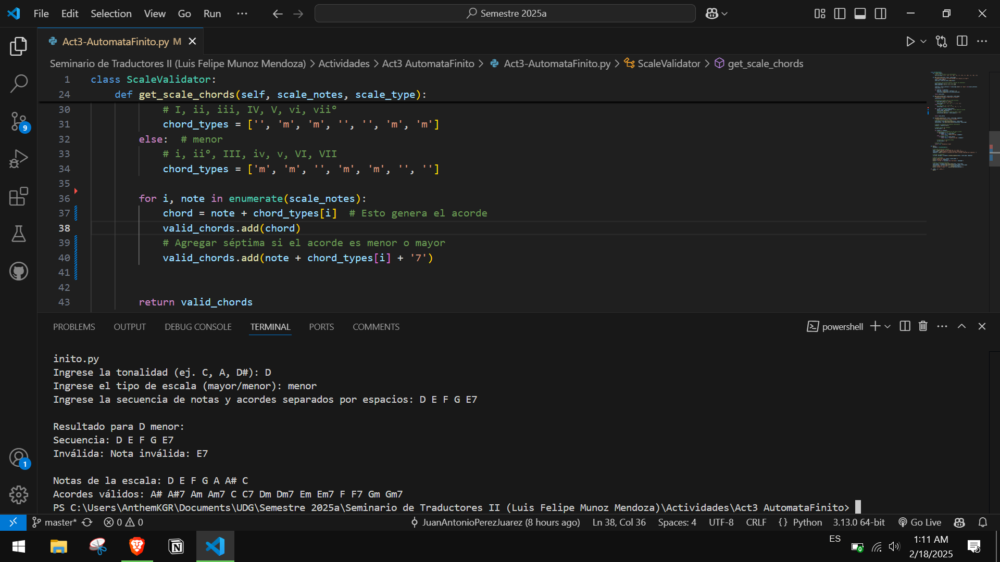 File Edit Selection View Go Run ··· Semestre 2025a
Act3-AutomataFinito.py M
Seminario de Traductores II (Luis Felipe Munoz Mendoza) > Actividades > Act3 AutomataFinito > Act3-AutomataFinito.py > ScaleValidator > get_scale_chords
1 class ScaleValidator:
24 def get_scale_chords(self, scale_notes, scale_type):
30 # I, ii, iii, IV, V, vi, vii°
31 chord_types = ['', 'm', 'm', '', '', 'm', 'm']
32 else: # menor
33 # i, ii°, III, iv, v, VI, VII
34 chord_types = ['m', 'm', '', 'm', 'm', '', '']
35
36 for i, note in enumerate(scale_notes):
37 chord = note + chord_types[i] # Esto genera el acorde
38 valid_chords.add(chord)
39 # Agregar séptima si el acorde es menor o mayor
40 valid_chords.add(note + chord_types[i] + '7')
41
42
43 return valid_chords
9
1
PROBLEMS OUTPUT DEBUG CONSOLE TERMINAL PORTS COMMENTS powershell
inito.py
Ingrese la tonalidad (ej. C, A, D#): D
Ingrese el tipo de escala (mayor/menor): menor
Ingrese la secuencia de notas y acordes separados por espacios: D E F G E7
Resultado para D menor:
Secuencia: D E F G E7
Inválida: Nota inválida: E7
Notas de la escala: D E F G A A# C
Acordes válidos: A# A#7 Am Am7 C C7 Dm Dm7 Em Em7 F F7 Gm Gm7
PS C:\Users\AnthemKGR\Documents\UDG\Semestre 2025a\Seminario de Traductores II (Luis Felipe Munoz Mendoza)\Actividades\Act3 AutomataFinito>
master* 0 0 JuanAntonioPerezJuarez (8 hours ago) Ln 38, Col 36 Spaces: 4 UTF-8 CRLF {} Python 3.13.0 64-bit Go Live
ES
1:11 AM
2/18/2025